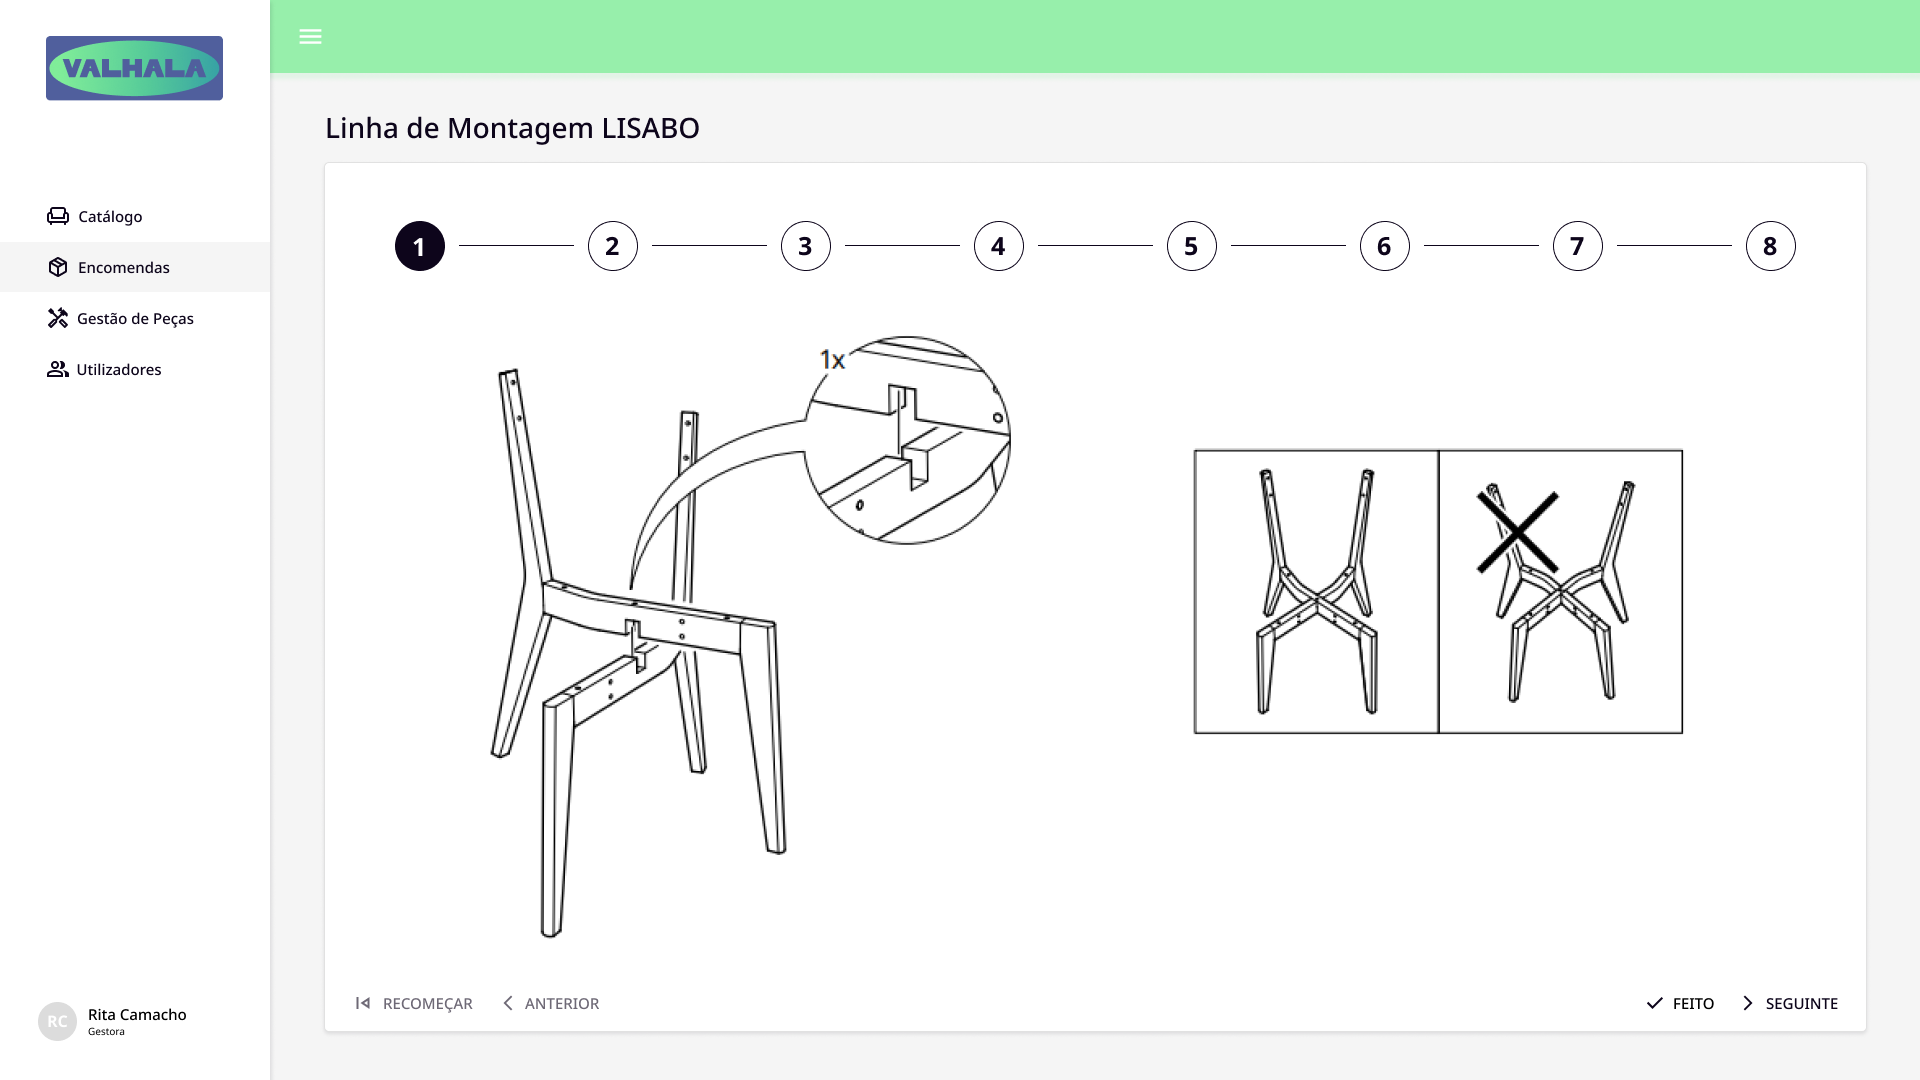 VALHALA
Catálogo
Encomendas
Gestão de Peças
Utilizadores
RC
Rita Camacho
Gestora
Linha de Montagem LISABO
1 2 3 4 5 6 7 8
1x
RECOMEÇAR
ANTERIOR
FEITO
SEGUINTE